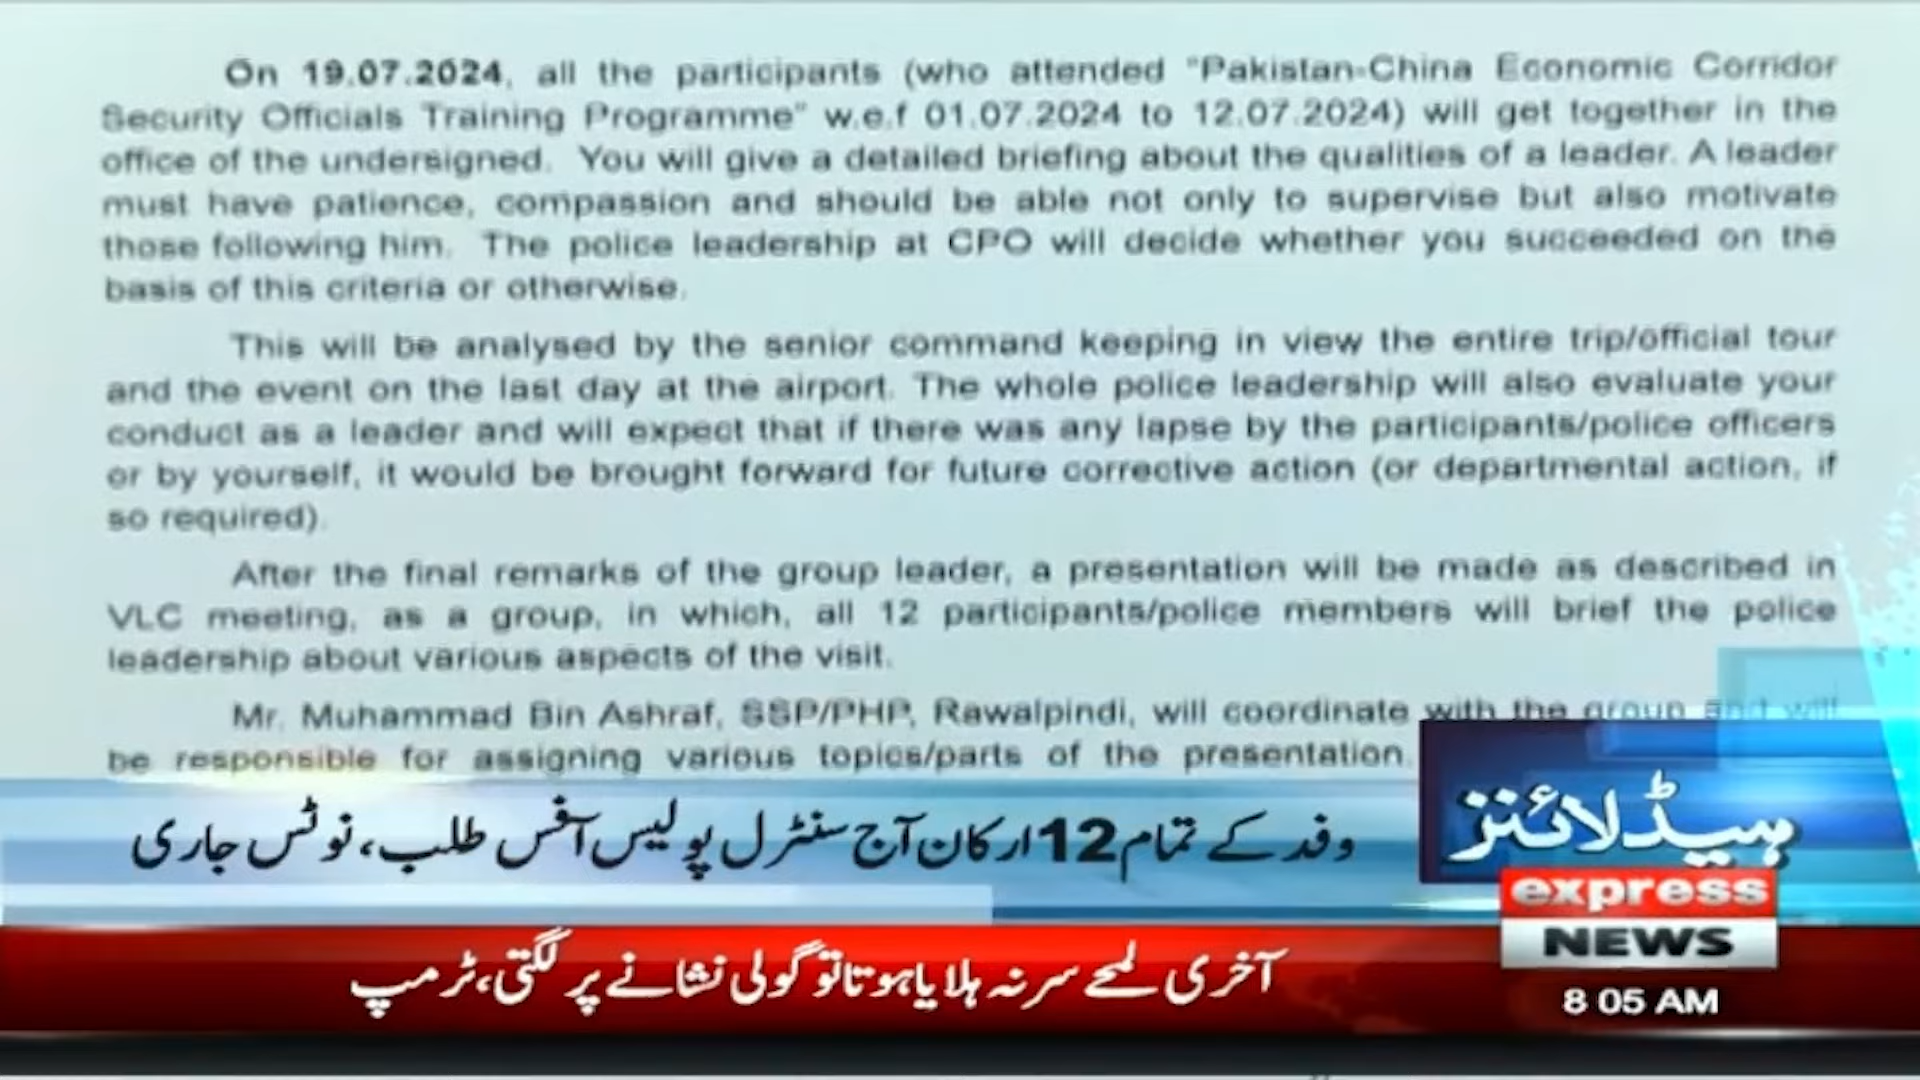 On 19.07.2024, all the participants (who attended "Pakistan-China Economic Corridor
Security Officials Training Programme" w.e.f 01.07.2024 to 12.07.2024) will get together in the
office of the undersigned. You will give a detailed briefing about the qualities of a leader. A leader
must have patience, compassion and should be able not only to supervise but also motivate
those following him. The police leadership at CPO will decide whether you succeeded on the
basis of this criteria or otherwise.
This will be analysed by the senior command keeping in view the entire trip/official tour
and the event on the last day at the airport. The whole police leadership will also evaluate your
conduct as a leader and will expect that if there was any lapse by the participants/police officers
or by yourself, it would be brought forward for future corrective action (or departmental action, if
so required).
After the final remarks of the group leader, a presentation will be made as described in
VLC meeting, as a group, in which, all 12 participants/police members will brief the police
leadership about various aspects of the visit.
Mr. Muhammad Bin Ashraf, SSP/PHP, Rawalpindi, will coordinate with the group and will
be responsible for assigning various topics/parts of the presentation.
ہیڈلائنز
وفد کے تمام 12 ارکان آج سنٹرل پولیس آفس طلب، نوٹس جاری
express
NEWS
آخری لمحے سر نہ ہلایا ہوتا تو گولی نشانے پر لگتی، ٹرمپ
8 05 AM